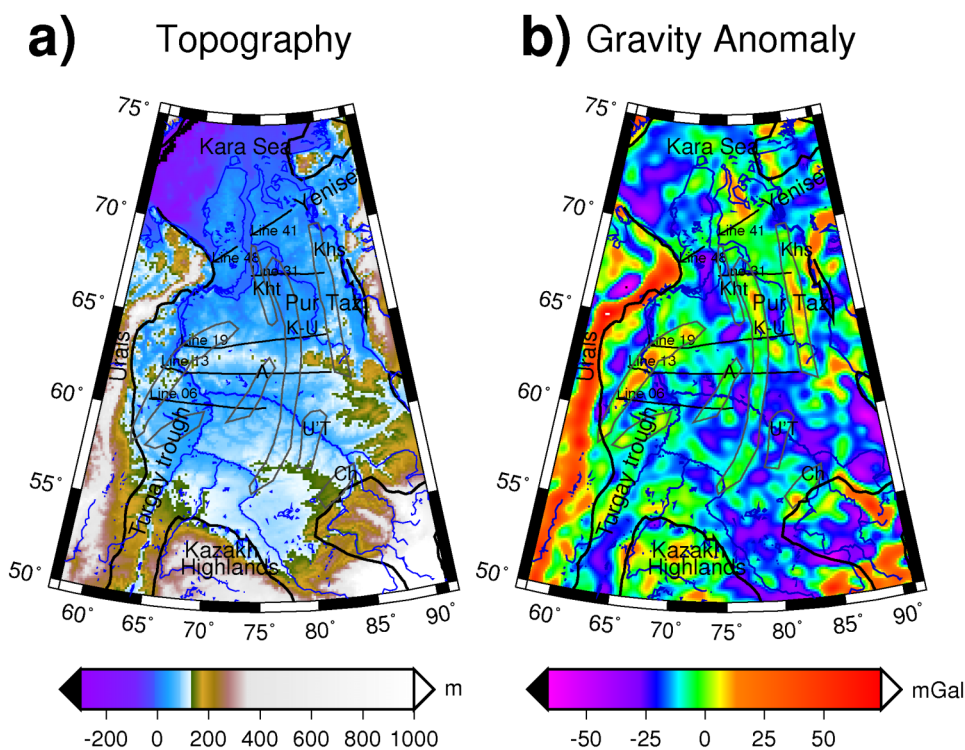 a) Topography
75°
70°
65°
60°
55°
50°
60°
65°
70°
75°
80°
85°
90°
Kara Sea
Yenisei
Line 41
Line 48
Line 31
Khs
Kht
Pur Taz
K-U
Line 19
Line 13
Line 06
Urals
Turgay trough
U'T
Ch
Kazakh
Highlands
m
-200 0 200 400 600 800 1000
b) Gravity Anomaly
75°
70°
65°
60°
55°
50°
60°
65°
70°
75°
80°
85°
90°
Kara Sea
Yenisei
Line 41
Line 48
Line 31
Khs
Kht
Pur Taz
K-U
Line 19
Line 13
Line 06
Urals
Turgay trough
U'T
Ch
Kazakh
Highlands
mGal
-50 -25 0 25 50